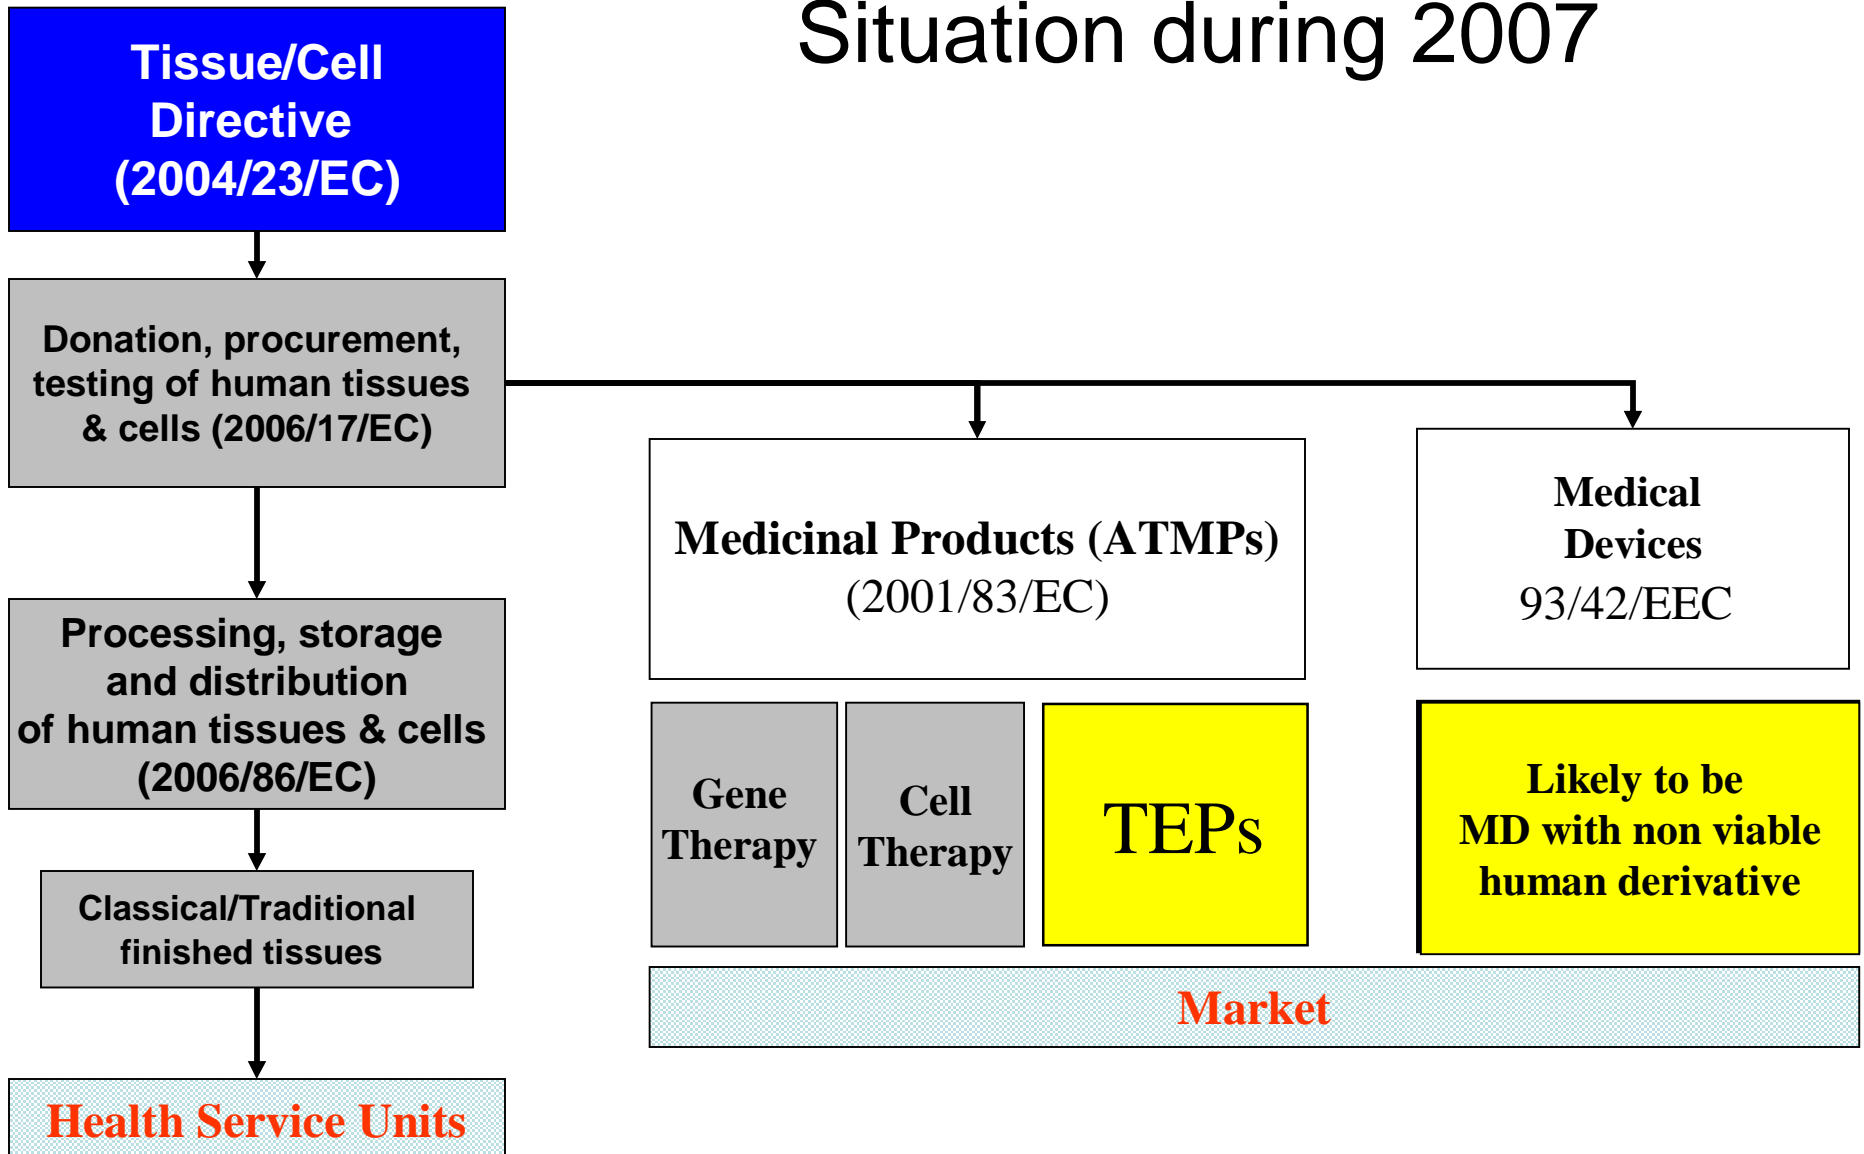 Situation during 2007
Tissue/Cell
Directive
(2004/23/EC)
Donation, procurement,
testing of human tissues
& cells (2006/17/EC)
Processing, storage
and distribution
of human tissues & cells
(2006/86/EC)
Classical/Traditional
finished tissues
Health Service Units
Medicinal Products (ATMPs)
(2001/83/EC)
Medical
Devices
93/42/EEC
Gene
Therapy
Cell
Therapy
TEPs
Likely to be
MD with non viable
human derivative
Market